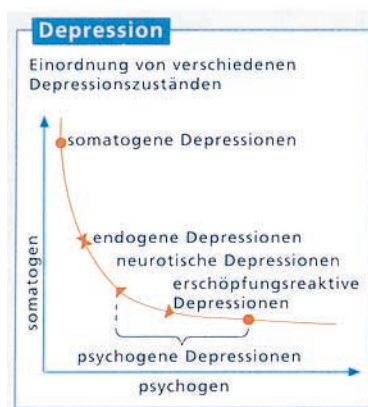 Depression
Einordnung von verschiedenen
Depressionszuständen
somatogene Depressionen
endogene Depressionen
neurotische Depressionen
erschöpfungsreaktive
Depressionen
psychogene Depressionen
somatogen
psychogen